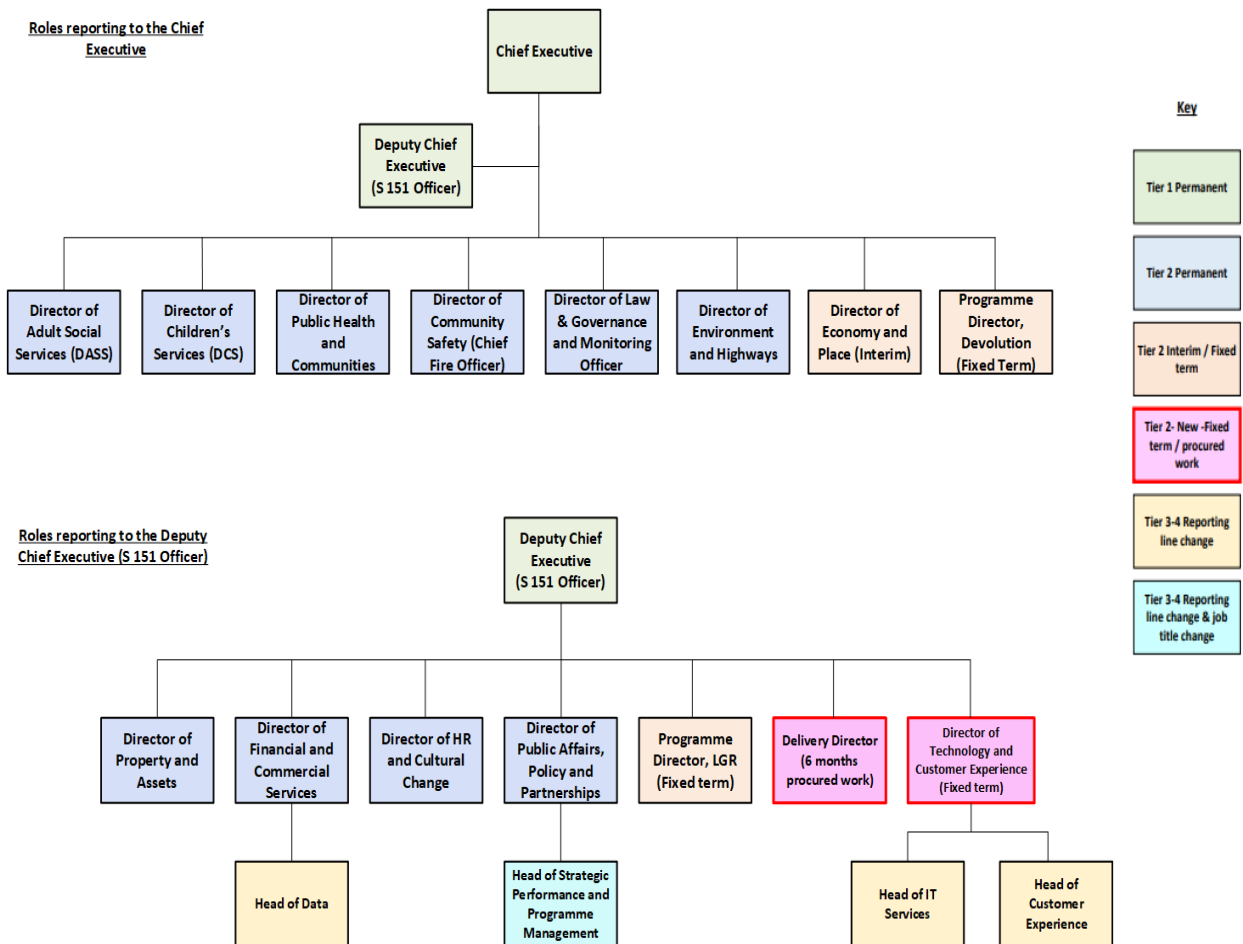 Roles reporting to the Chief
Executive
Chief Executive
Deputy Chief
Executive
(S 151 Officer)
Director of
Adult Social
Services (DASS)
Director of
Children's
Services (DCS)
Director of
Public Health
and
Communities
Director of
Community
Safety (Chief
Fire Officer)
Director of Law
& Governance
and Monitoring
Officer
Director of
Environment
and Highways
Director of
Economy and
Place (Interim)
Programme
Director,
Devolution
(Fixed Term)
Key
Tier 1 Permanent
Tier 2 Permanent
Tier 2 Interim / Fixed
term
Tier 2- New -Fixed
term / procured
work
Tier 3-4 Reporting
line change
Tier 3-4 Reporting
line change & job
title change
Roles reporting to the Deputy
Chief Executive (S 151 Officer)
Deputy Chief
Executive
(S 151 Officer)
Director of
Property and
Assets
Director of
Financial and
Commercial
Services
Director of HR
and Cultural
Change
Director of
Public Affairs,
Policy and
Partnerships
Programme
Director, LGR
(Fixed term)
Delivery Director
(6 months
procured work)
Director of
Technology and
Customer Experience
(Fixed term)
Head of Data
Head of Strategic
Performance and
Programme
Management
Head of IT
Services
Head of
Customer
Experience